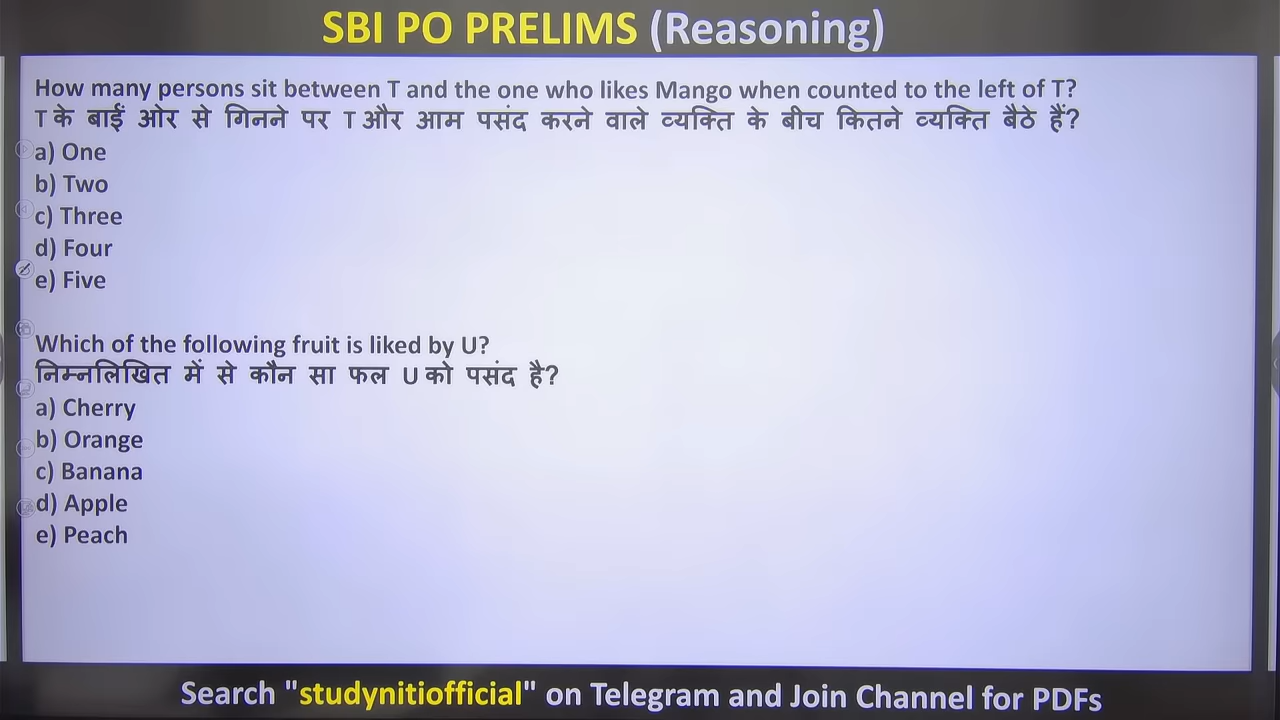 SBI PO PRELIMS (Reasoning)
How many persons sit between T and the one who likes Mango when counted to the left of T?
T के बाईं ओर से गिनने पर T और आम पसंद करने वाले व्यक्ति के बीच कितने व्यक्ति बैठे हैं?
a) One
b) Two
c) Three
d) Four
e) Five
Which of the following fruit is liked by U?
निम्नलिखित में से कौन सा फल U को पसंद है?
a) Cherry
b) Orange
c) Banana
d) Apple
e) Peach
Search "studynitiofficial" on Telegram and Join Channel for PDFs